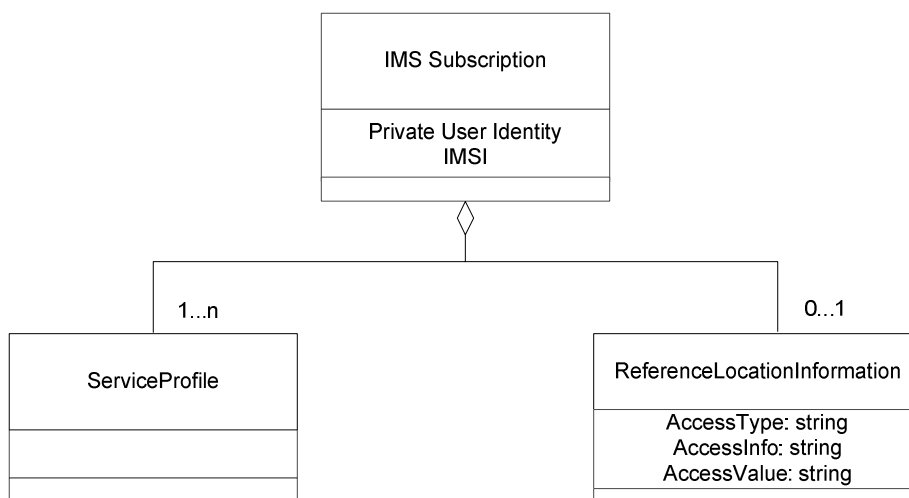 IMS Subscription
Private User Identity
IMSI
1...n
0...1
ServiceProfile
ReferenceLocationInformation
AccessType: string
AccessInfo: string
AccessValue: string